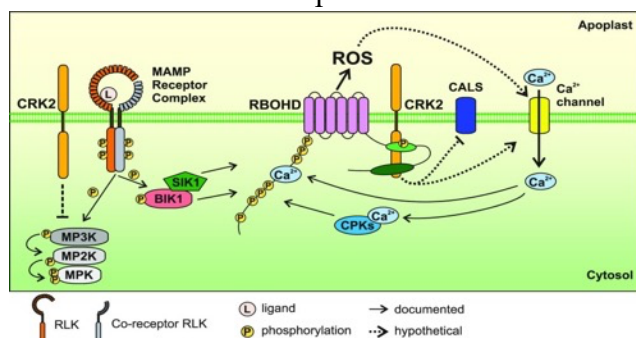 Apoplast
MAMP
Receptor
Complex
CRK2
L
ROS
RBOHD
CRK2
CALS
Ca²⁺
Ca²⁺
channel
P
P
P
P
P
P
P
SIK1
BIK1
P
P
P
P
Ca²⁺
P
P
P
P
Ca²⁺
CPKs
Ca²⁺
P
MP3K
P
MP2K
P
P
MPK
Cytosol
RLK
Co-receptor RLK
L
ligand
P
phosphorylation
documented
hypothetical